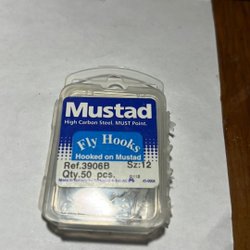 Mustad
High Carbon Steel. MUST Point.
Fly Hooks
Hooked on Mustad
Ref.3906B Sz:12
Qty.50 pcs.